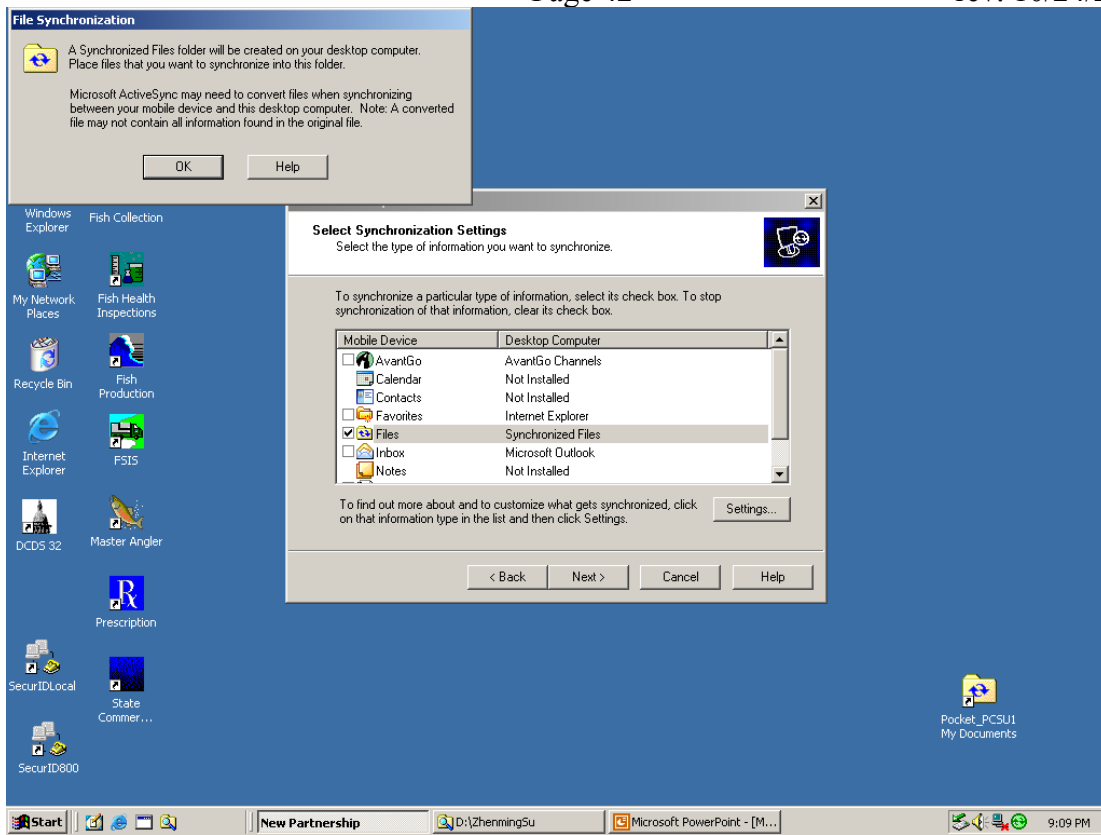 File Synchronization
A Synchronized Files folder will be created on your desktop computer.
Place files that you want to synchronize into this folder.
Microsoft ActiveSync may need to convert files when synchronizing
between your mobile device and this desktop computer. Note: A converted
file may not contain all information found in the original file.
OK Help
Windows
Explorer
Fish Collection
My Network
Places
Fish Health
Inspections
Recycle Bin
Fish
Production
Internet
Explorer
FSIS
DCDS 32
Master Angler
Rx
Prescription
SecurIDLocal
State
Commer...
SecurID800
Select Synchronization Settings
Select the type of information you want to synchronize.
To synchronize a particular type of information, select its check box. To stop
synchronization of that information, clear its check box.
Mobile Device Desktop Computer
AvantGo AvantGo Channels
Calendar Not Installed
Contacts Not Installed
Favorites Internet Explorer
Files Synchronized Files
Inbox Microsoft Outlook
Notes Not Installed
To find out more about and to customize what gets synchronized, click
on that information type in the list and then click Settings.
Settings...
< Back Next > Cancel Help
Pocket_PCSU1
My Documents
Start New Partnership D:\ZhenmingSu Microsoft PowerPoint - [M... 9:09 PM